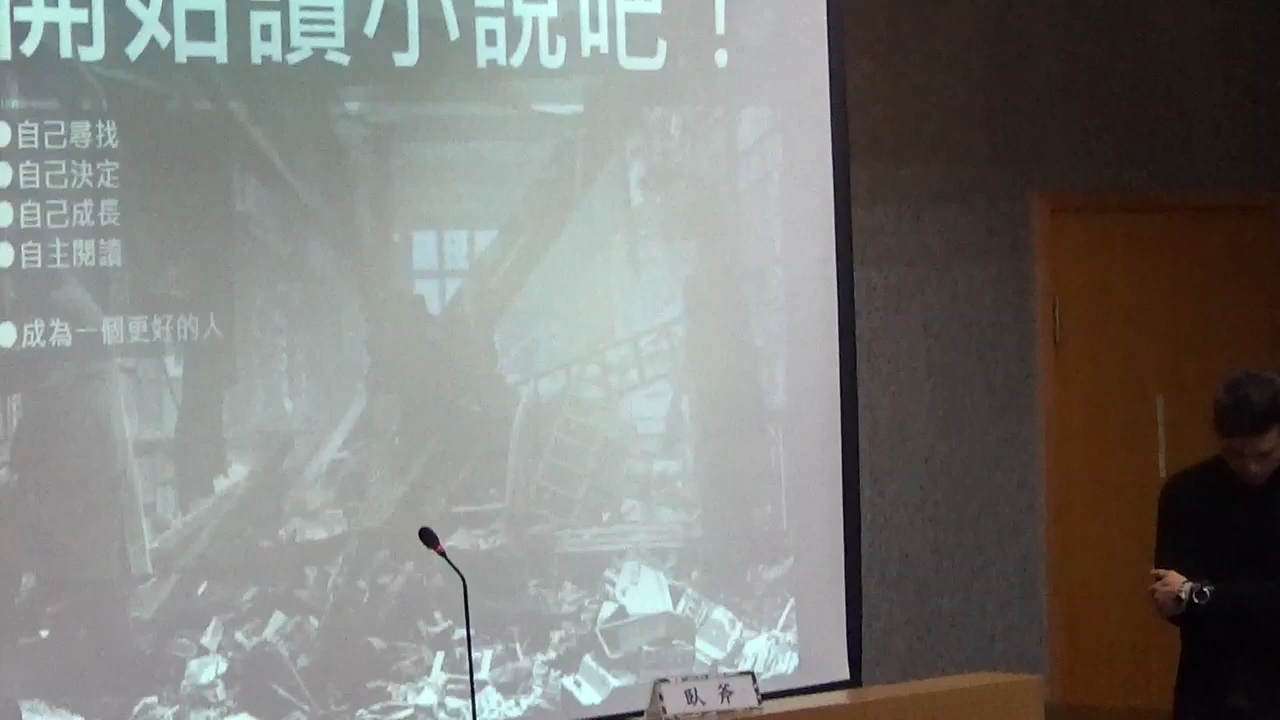 開始讀小說吧！
●自己尋找
●自己決定
●自己成長
●自主閱讀
●成為一個更好的人
臥斧